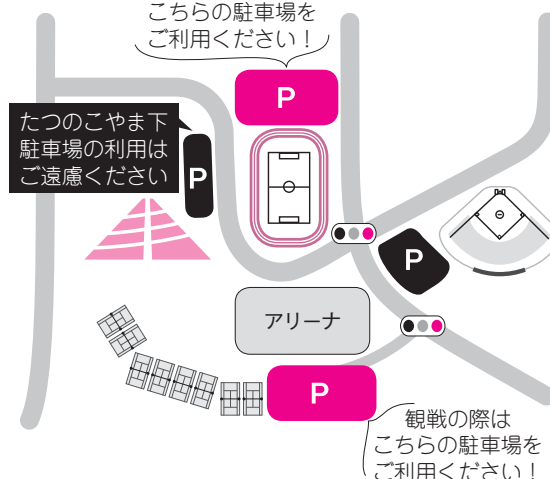 こちらの駐車場を
ご利用ください！
P
たつのこやま下
駐車場の利用は
ご遠慮ください
P
P
アリーナ
P
観戦の際は
こちらの駐車場を
ご利用ください！